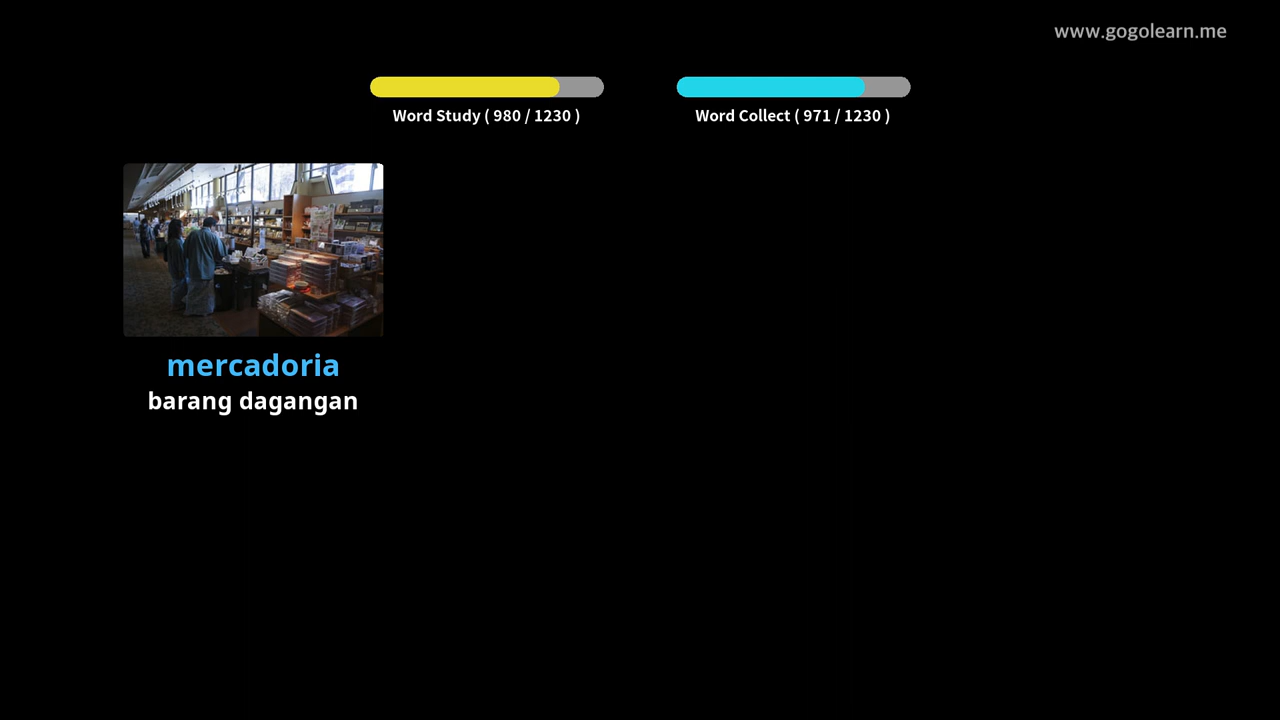 www.gogolearn.me
Word Study ( 980 / 1230 )
Word Collect ( 971 / 1230 )
mercadoria
barang dagangan